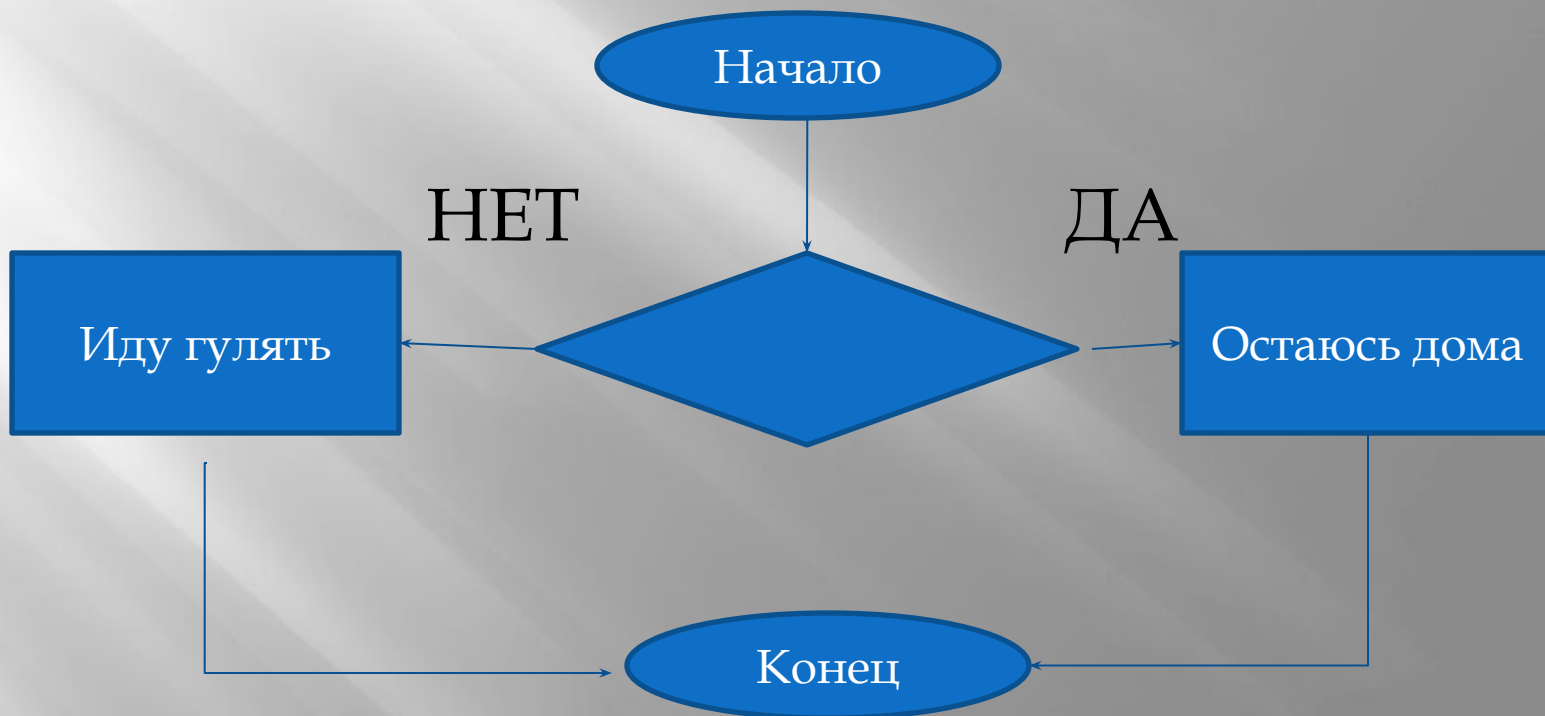 Начало
НЕТ
ДА
Иду гулять
Остаюсь дома
Конец